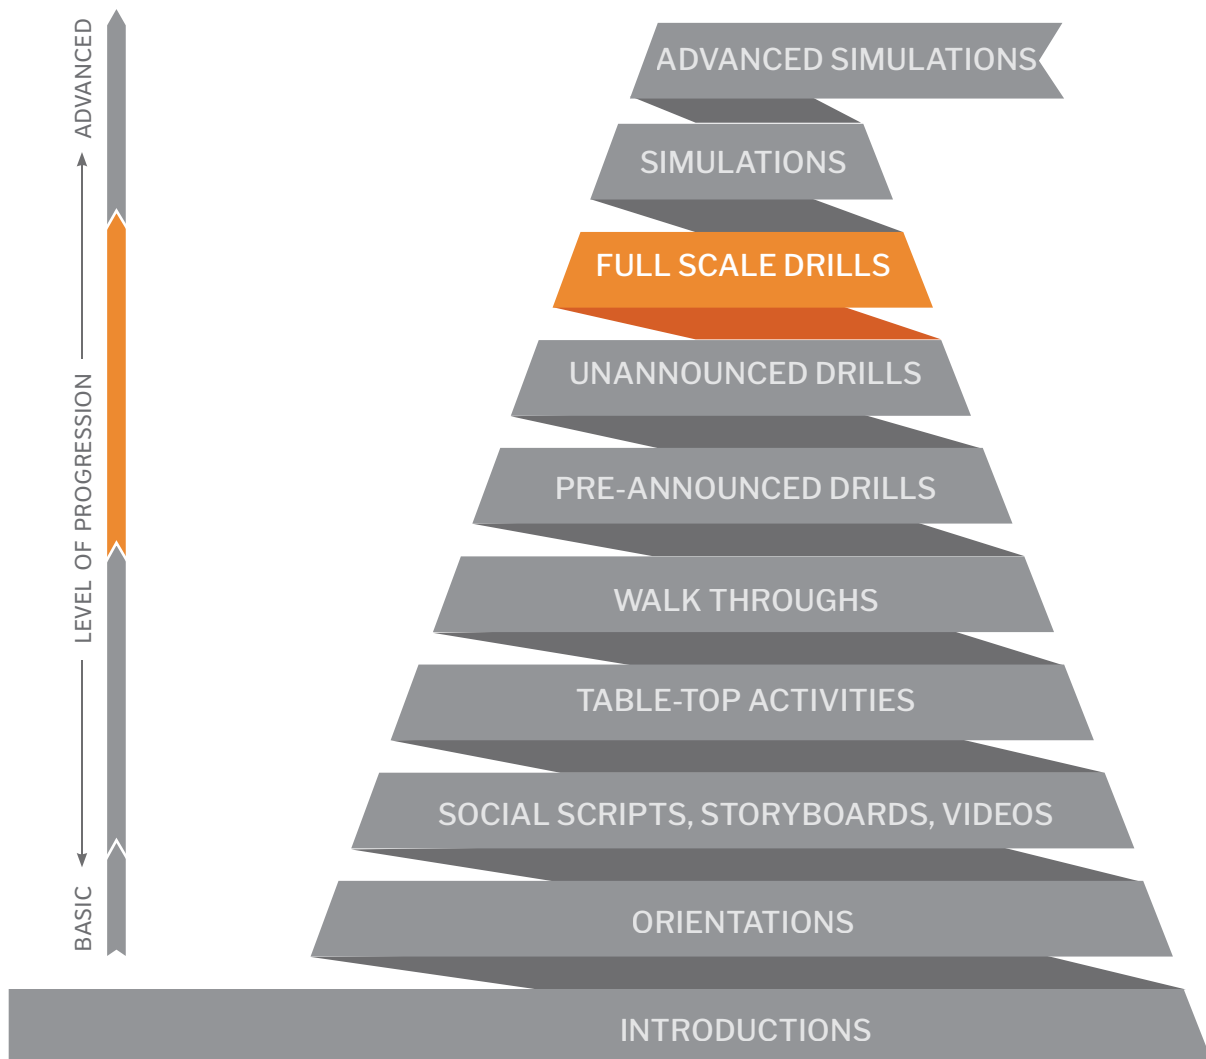 ADVANCED
LEVEL OF PROGRESSION
BASIC
ADVANCED SIMULATIONS
SIMULATIONS
FULL SCALE DRILLS
UNANNOUNCED DRILLS
PRE-ANNOUNCED DRILLS
WALK THROUGHS
TABLE-TOP ACTIVITIES
SOCIAL SCRIPTS, STORYBOARDS, VIDEOS
ORIENTATIONS
INTRODUCTIONS